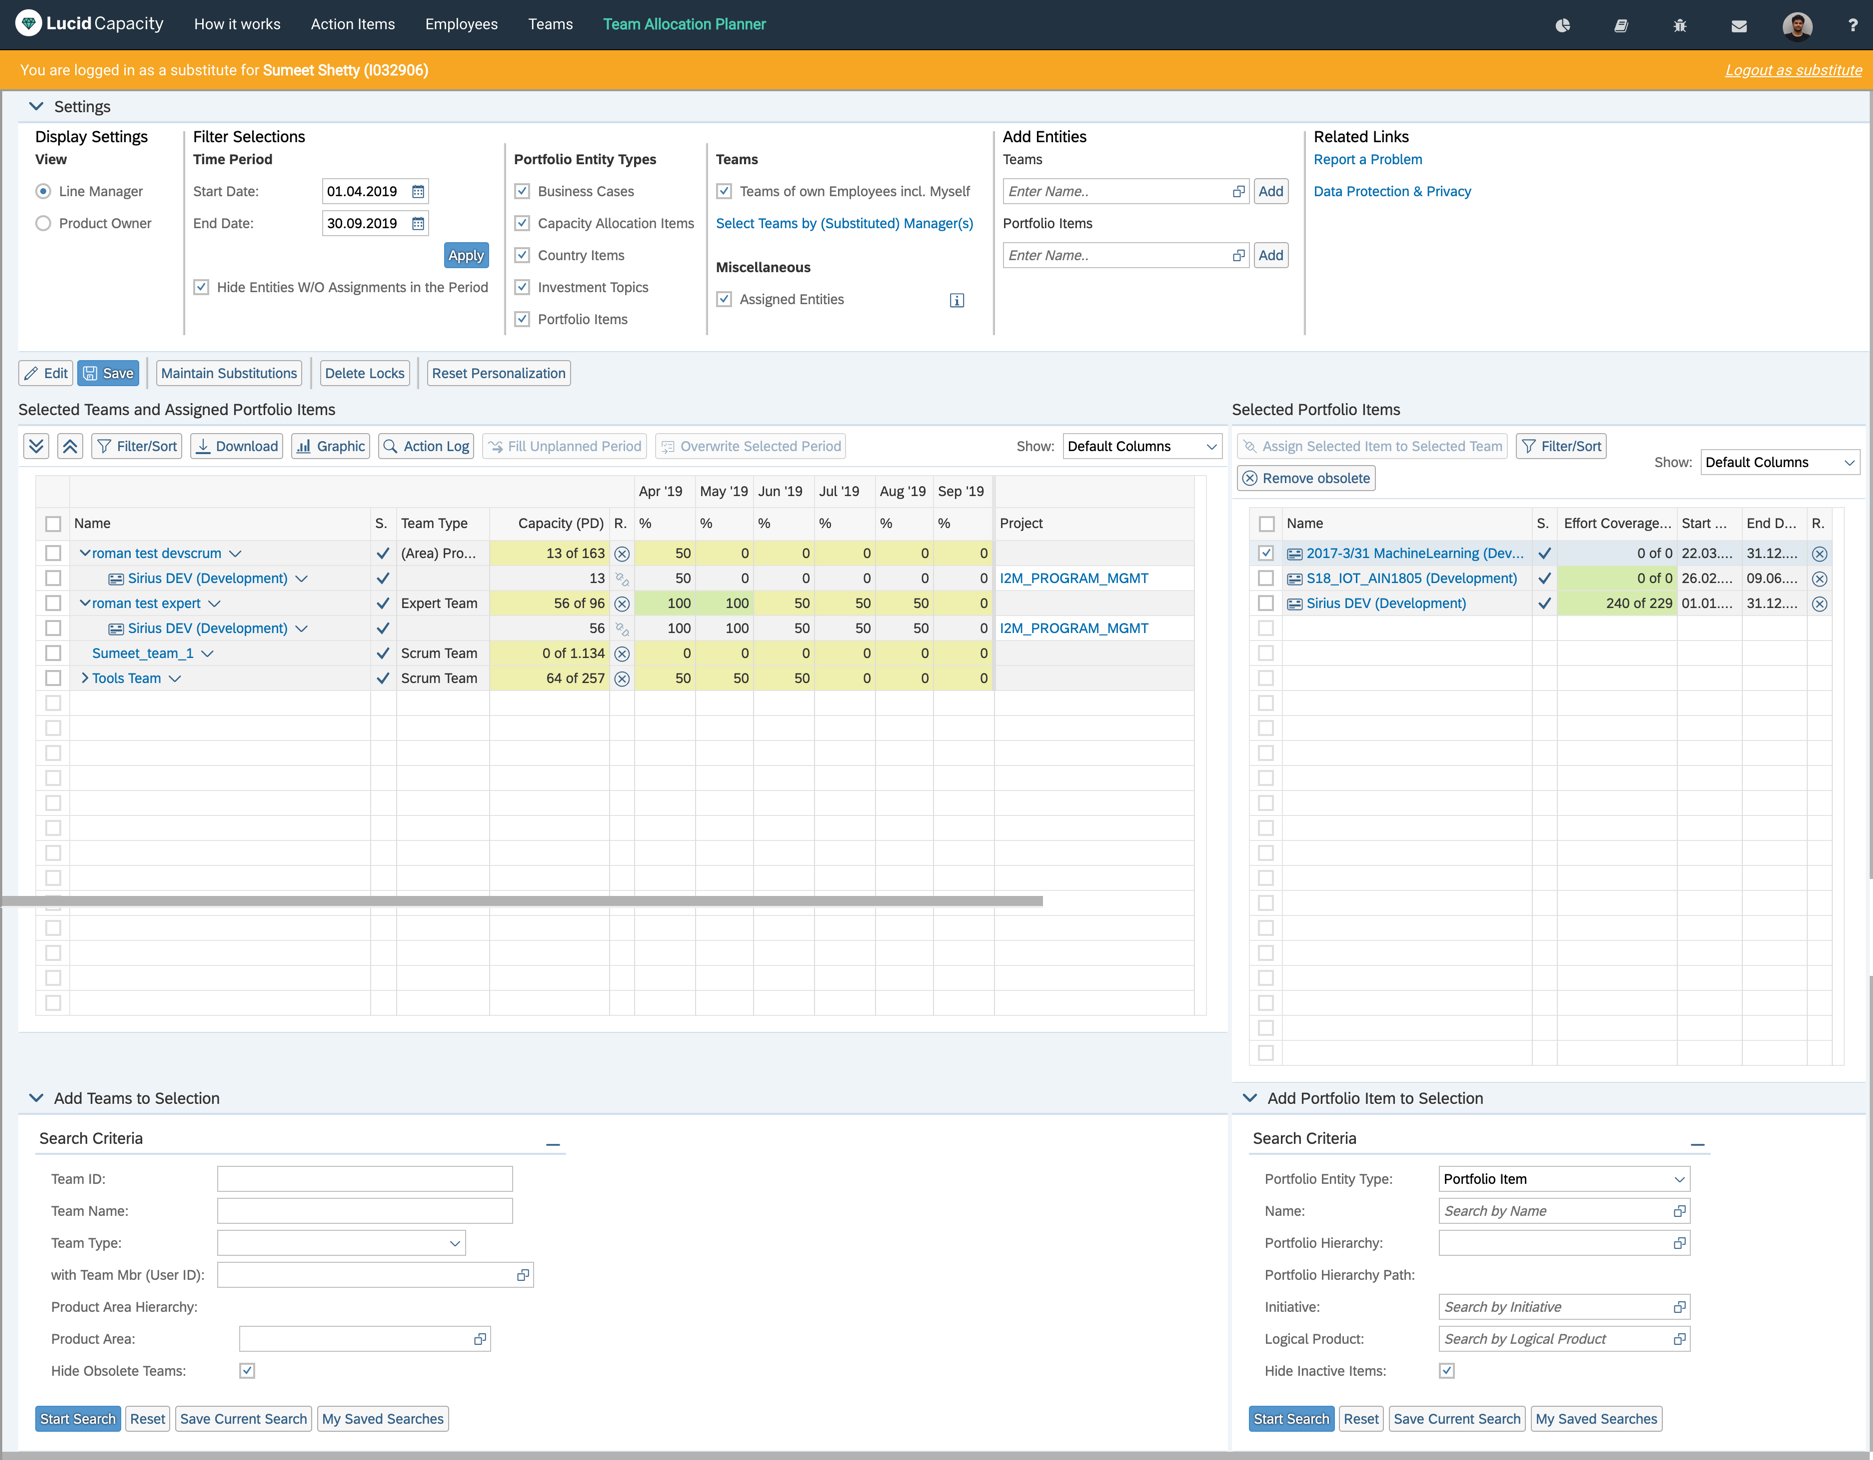 LucidCapacity How it works Action Items Employees Teams Team Allocation Planner ?
You are logged in as a substitute for Sumeet Shetty (I032906) Logout as substitute
Settings
Display Settings Filter Selections Add Entities Related Links
View Time Period Portfolio Entity Types Teams Teams Report a Problem
Line Manager Start Date: 01.04.2019 Business Cases Teams of own Employees incl. Myself Enter Name.. Add Data Protection & Privacy
Product Owner End Date: 30.09.2019 Capacity Allocation Items Select Teams by (Substituted) Manager(s) Portfolio Items
Apply Country Items Miscellaneous Enter Name.. Add
Hide Entities W/O Assignments in the Period Investment Topics Assigned Entities
Portfolio Items
Edit Save Maintain Substitutions Delete Locks Reset Personalization
Selected Teams and Assigned Portfolio Items
Filter/Sort Download Graphic Action Log Fill Unplanned Period Overwrite Selected Period Show: Default Columns
Apr '19 May '19 Jun '19 Jul '19 Aug '19 Sep '19
Name S. Team Type Capacity (PD) R. % % % % % % Project
roman test devscrum (Area) Pro... 13 of 163 50 0 0 0 0 0
Sirius DEV (Development) 13 50 0 0 0 0 0 I2M_PROGRAM_MGMT
roman test expert Expert Team 56 of 96 100 100 50 50 50 0
Sirius DEV (Development) 56 100 100 50 50 50 0 I2M_PROGRAM_MGMT
Sumeet_team_1 Scrum Team 0 of 1.134 0 0 0 0 0 0
Tools Team Scrum Team 64 of 257 50 50 50 0 0 0
Selected Portfolio Items
Assign Selected Item to Selected Team Filter/Sort
Show: Default Columns
Remove obsolete
Name S. Effort Coverage... Start ... End D... R.
2017-3/31 MachineLearning (Dev... 0 of 0 22.03.... 31.12....
S18_IOT_AIN1805 (Development) 0 of 0 26.02.... 09.06....
Sirius DEV (Development) 240 of 229 01.01.... 31.12....
Add Teams to Selection
Search Criteria
Team ID:
Team Name:
Team Type:
with Team Mbr (User ID):
Product Area Hierarchy:
Product Area:
Hide Obsolete Teams:
Start Search Reset Save Current Search My Saved Searches
Add Portfolio Item to Selection
Search Criteria
Portfolio Entity Type: Portfolio Item
Name: Search by Name
Portfolio Hierarchy:
Portfolio Hierarchy Path:
Initiative: Search by Initiative
Logical Product: Search by Logical Product
Hide Inactive Items:
Start Search Reset Save Current Search My Saved Searches